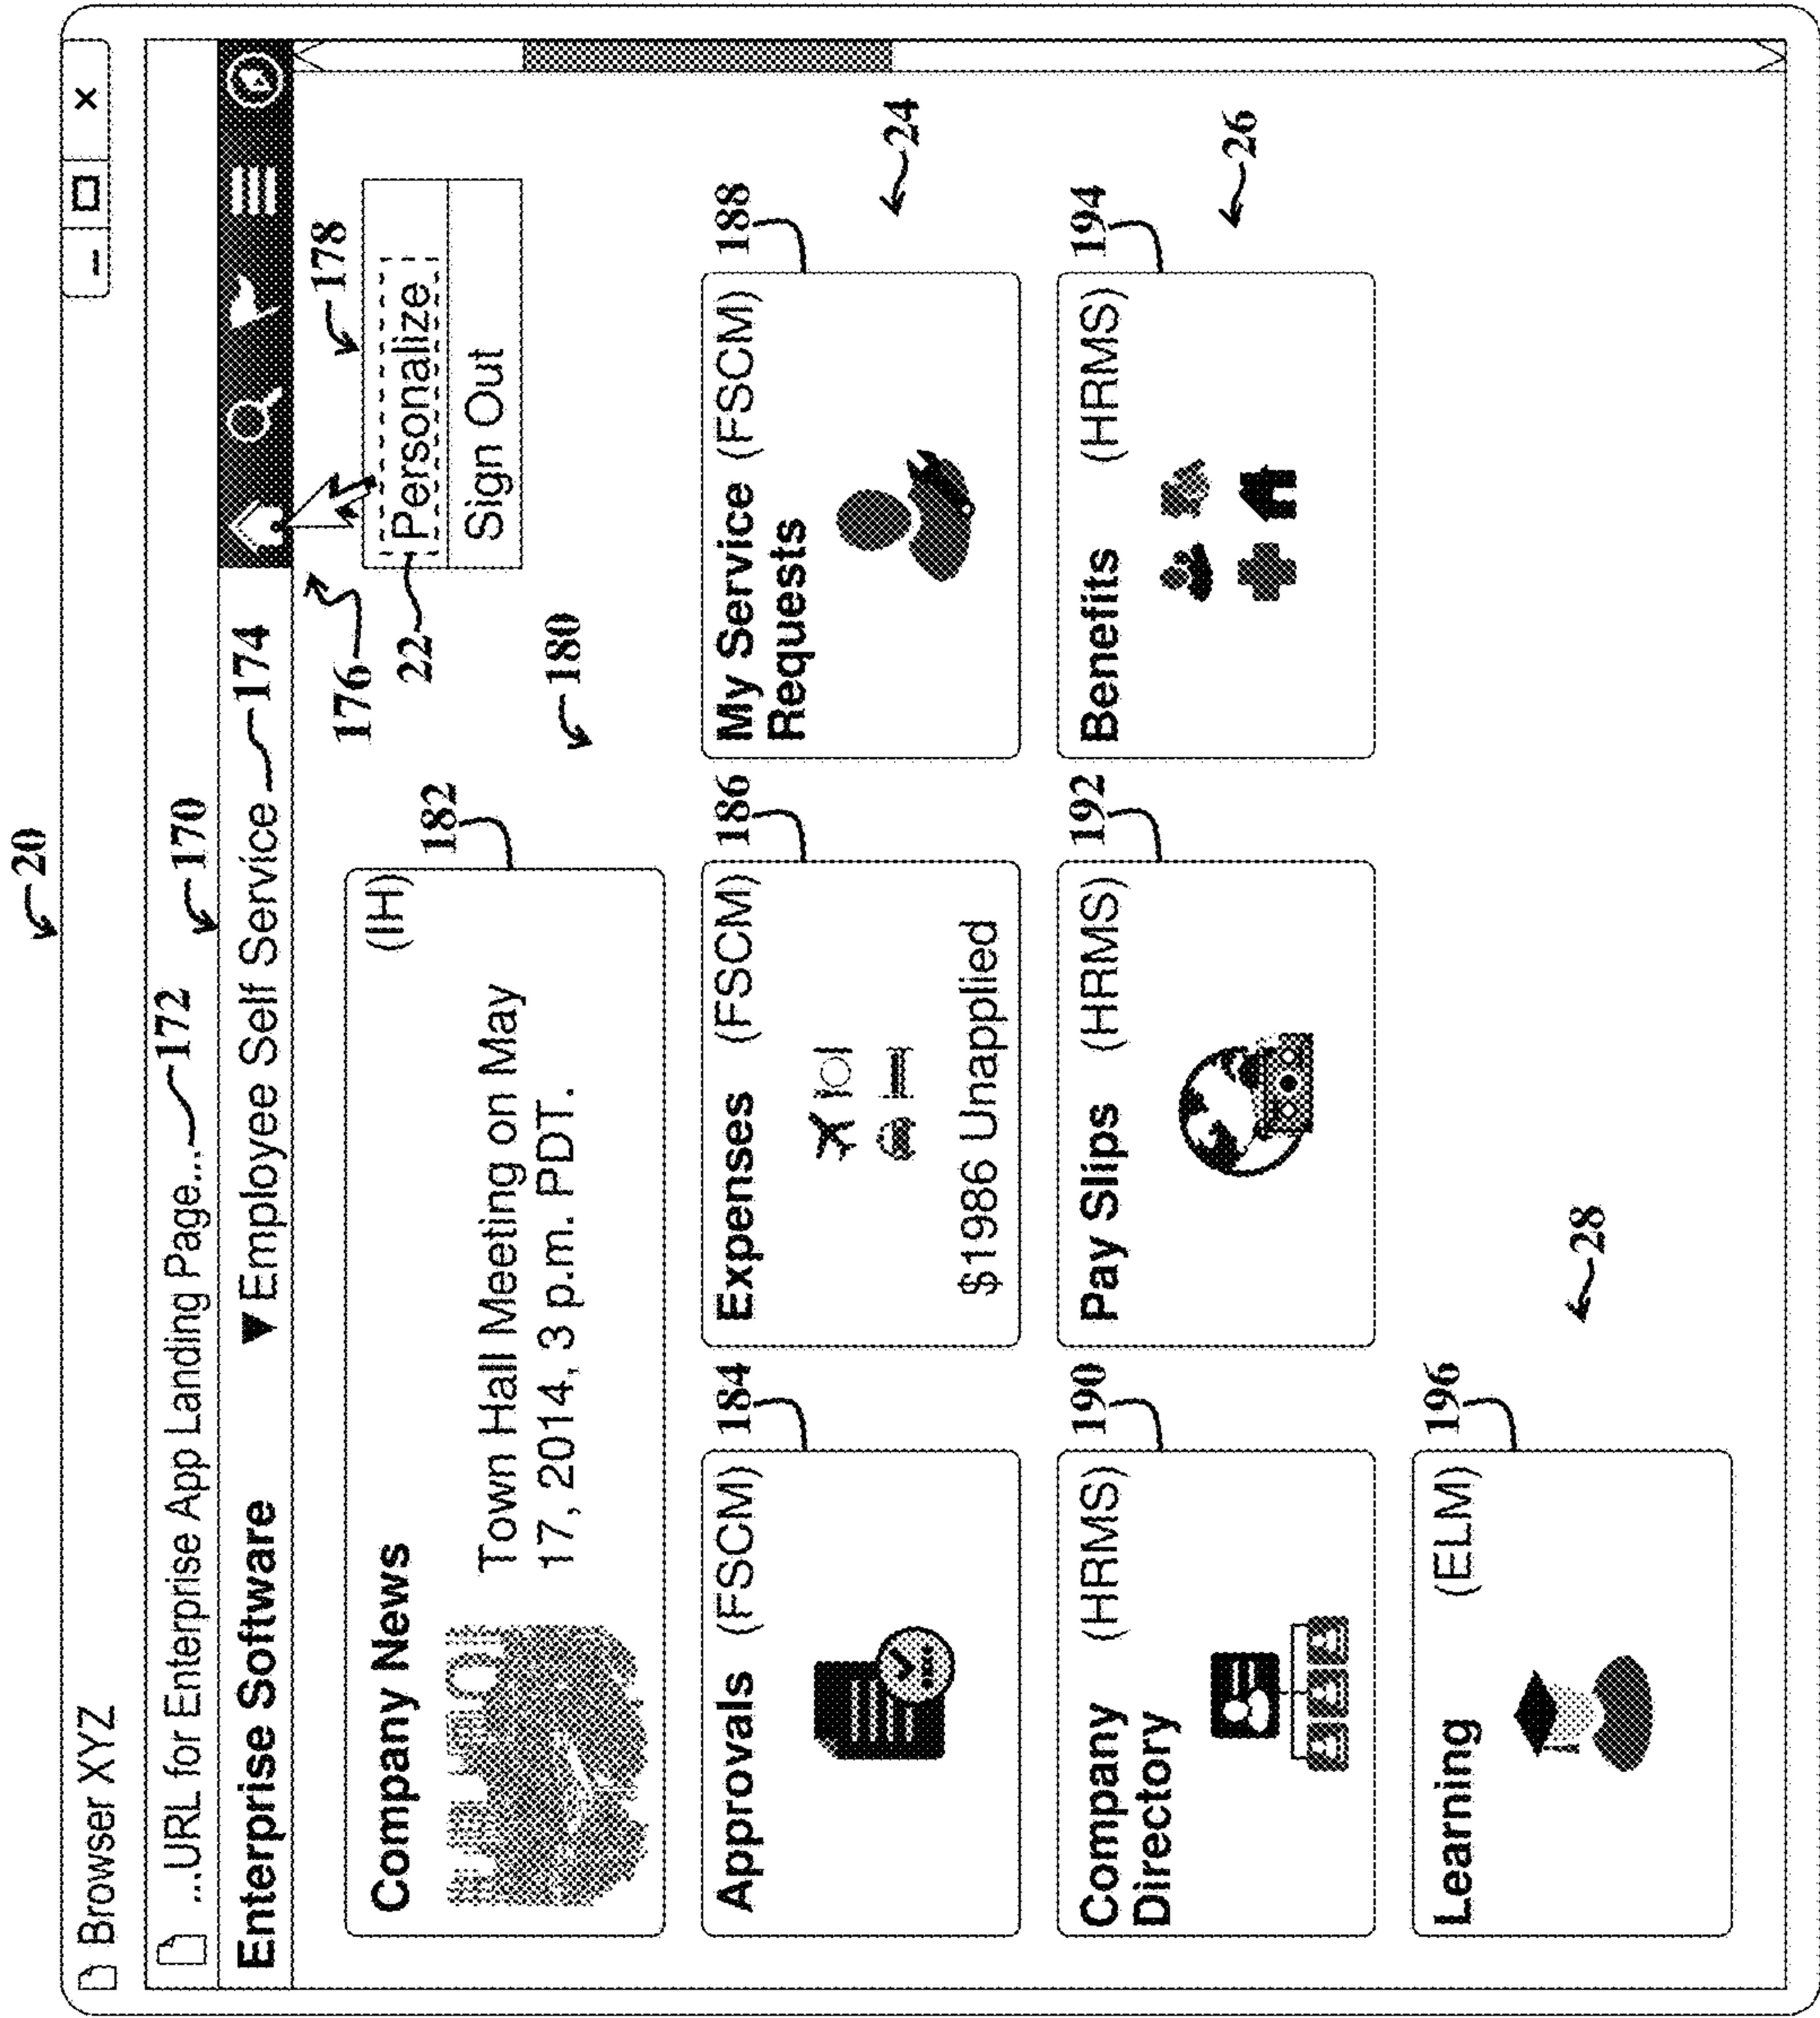 20
Browser XYZ
_ □ ×
...URL for Enterprise App Landing Page...
172
170
Enterprise Software
▼Employee Self Service
174
176
22
178
Personalize
Sign Out
180
Company News
(IH)
Town Hall Meeting on May
17, 2014, 3 p.m. PDT.
182
Approvals (FSCM)
184
Expenses (FSCM)
$1986 Unapplied
186
My Service (FSCM)
Requests
188
24
Company (HRMS)
Directory
190
Pay Slips (HRMS)
192
Benefits (HRMS)
194
26
Learning (ELM)
196
28